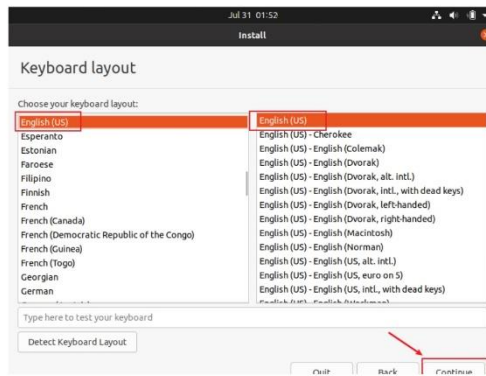 Jul 31 01:52
Install
Keyboard layout
Choose your keyboard layout:
English (US)
Esperanto
Estonian
Faroese
Filipino
Finnish
French
French (Canada)
French (Democratic Republic of the Congo)
French (Guinea)
French (Togo)
Georgian
German
English (US)
English (US) - Cherokee
English (US) - English (Colemak)
English (US) - English (Dvorak)
English (US) - English (Dvorak, alt. intl.)
English (US) - English (Dvorak, intl., with dead keys)
English (US) - English (Dvorak, left-handed)
English (US) - English (Dvorak, right-handed)
English (US) - English (Macintosh)
English (US) - English (Norman)
English (US) - English (US, alt. intl.)
English (US) - English (US, euro on 5)
English (US) - English (US, intl., with dead keys)
English (US) - English (Workman)
Type here to test your keyboard
Detect Keyboard Layout
Quit
Back
Continue